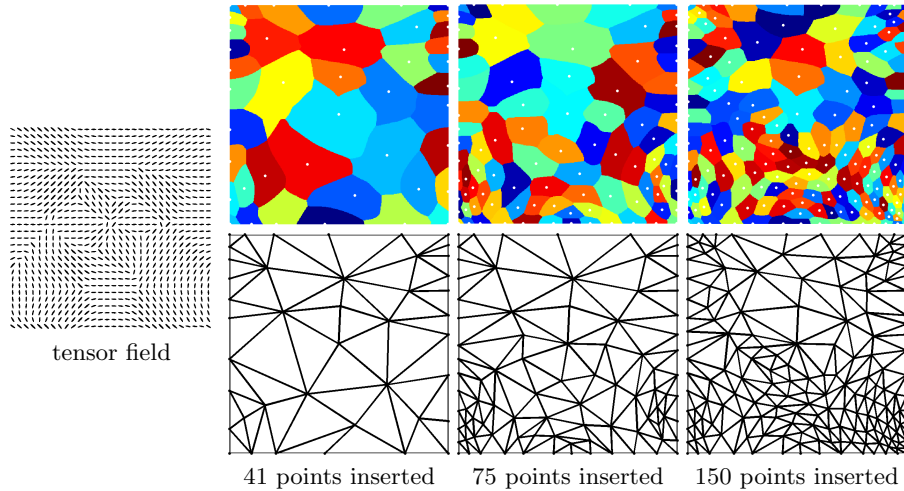 tensor field
41 points inserted
75 points inserted
150 points inserted